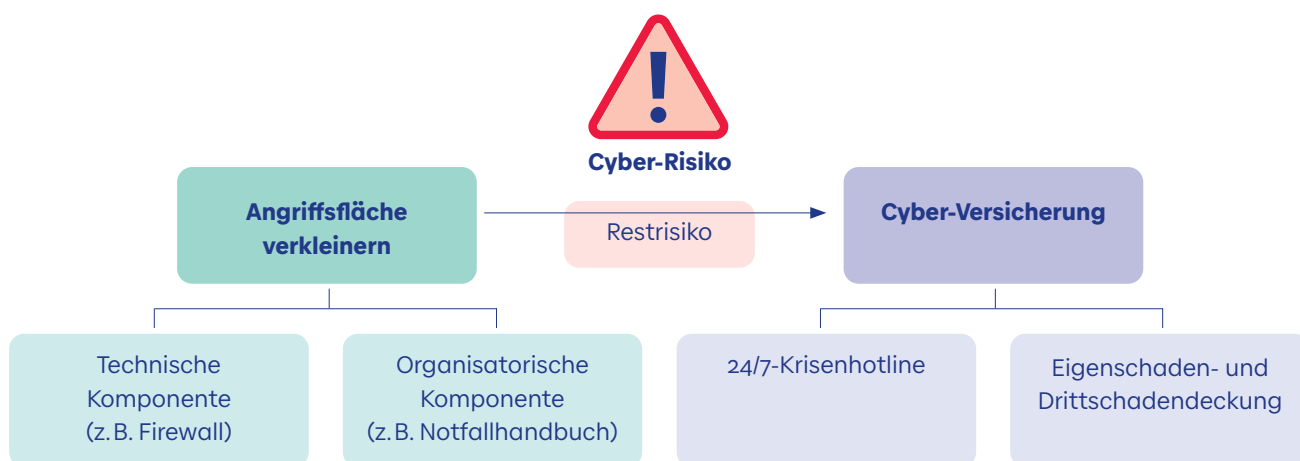 !
Cyber-Risiko
Angriffsfläche
verkleinern
Restrisiko
Cyber-Versicherung
Technische
Komponente
(z. B. Firewall)
Organisatorische
Komponente
(z. B. Notfallhandbuch)
24/7-Krisenhotline
Eigenschaden- und
Drittschadendeckung